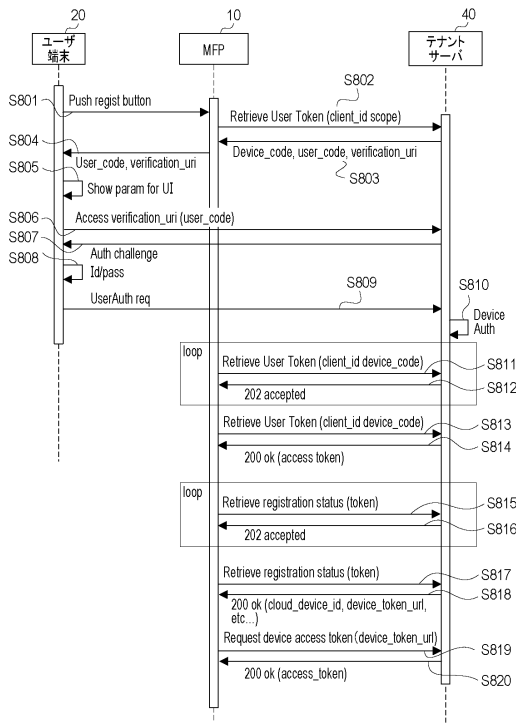 20
10
40
ユーザ
端末
MFP
テナント
サーバ
S801
Push regist button
S802
Retrieve User Token (client_id scope)
S804
User_code, verification_uri
Device_code, user_code, verification_uri
S803
S805
Show param for UI
S806
Access verification_uri (user_code)
S807
Auth challenge
S808
Id/pass
S809
UserAuth req
S810
Device
Auth
loop
Retrieve User Token (client_id device_code)
S811
202 accepted
S812
Retrieve User Token (client_id device_code)
S813
200 ok (access token)
S814
loop
Retrieve registration status (token)
S815
202 accepted
S816
Retrieve registration status (token)
S817
200 ok (cloud_device_id, device_token_url,
etc...)
S818
Request device access token (device_token_url)
S819
200 ok (access_token)
S820